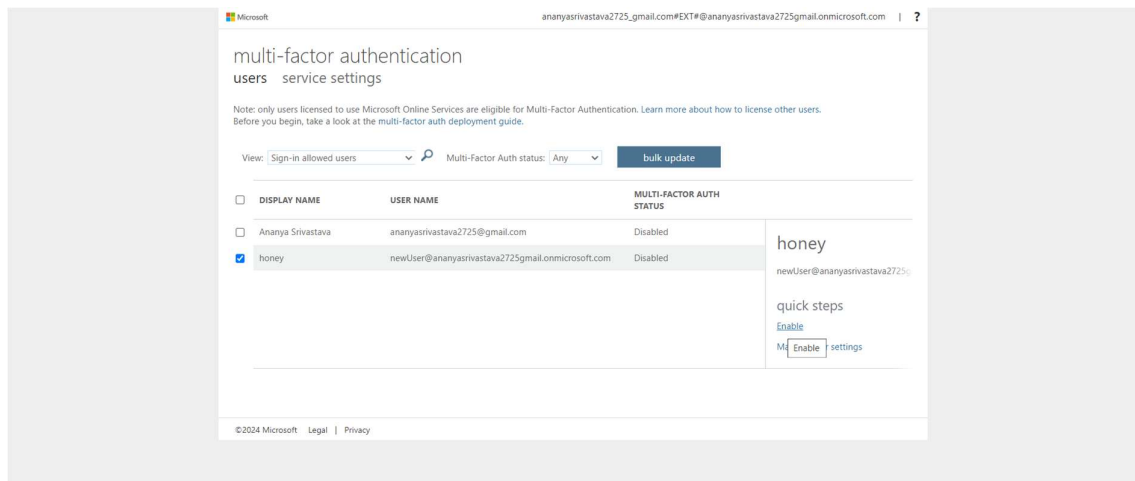 Microsoft
ananyasrivastava2725_gmail.com#EXT#@ananyasrivastava2725gmail.onmicrosoft.com | ?
multi-factor authentication
users service settings
Note: only users licensed to use Microsoft Online Services are eligible for Multi-Factor Authentication. Learn more about how to license other users.
Before you begin, take a look at the multi-factor auth deployment guide.
View: Sign-in allowed users Multi-Factor Auth status: Any bulk update
DISPLAY NAME USER NAME MULTI-FACTOR AUTH STATUS
Ananya Srivastava ananyasrivastava2725@gmail.com Disabled
honey newUser@ananyasrivastava2725gmail.onmicrosoft.com Disabled
honey
newUser@ananyasrivastava2725g
quick steps
Enable
Enable settings
©2024 Microsoft Legal | Privacy